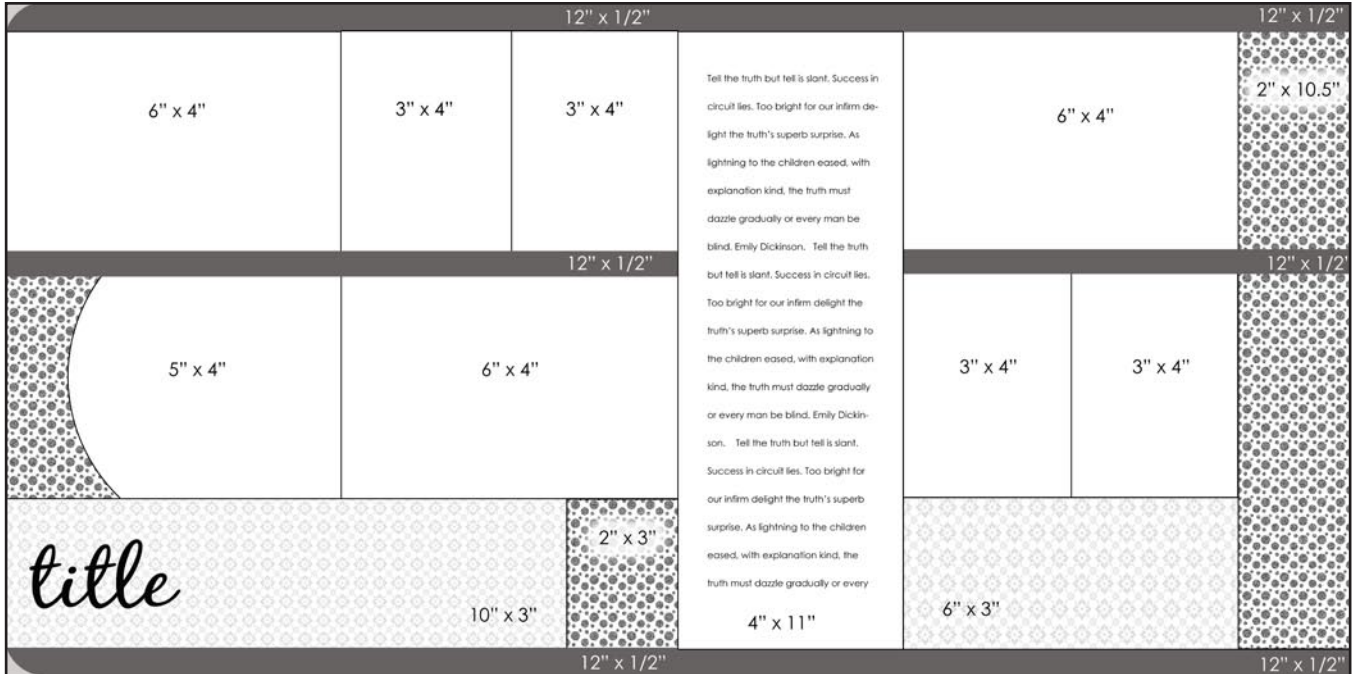 12” x 1/2”
12” x 1/2”
6” x 4”
3” x 4”
3” x 4”
Tell the truth but tell is slant. Success in
circuit lies. Too bright for our infirm de-
light the truth’s superb surprise. As
lightning to the children eased, with
explanation kind, the truth must
dazzle gradually or every man be
blind. Emily Dickinson.   Tell the truth
but tell is slant. Success in circuit lies.
Too bright for our infirm delight the
truth’s superb surprise. As lightning to
the children eased, with explanation
kind, the truth must dazzle gradually
or every man be blind. Emily Dickin-
son.    Tell the truth but tell is slant.
Success in circuit lies. Too bright for
our infirm delight the truth’s superb
surprise. As lightning to the children
eased, with explanation kind, the
truth must dazzle gradually or every
4” x 11”
6” x 4”
2” x 10.5”
12” x 1/2”
12” x 1/2’
5” x 4”
6” x 4”
3” x 4”
3” x 4”
title
10” x 3”
2” x 3”
6” x 3”
12” x 1/2”
12” x 1/2”